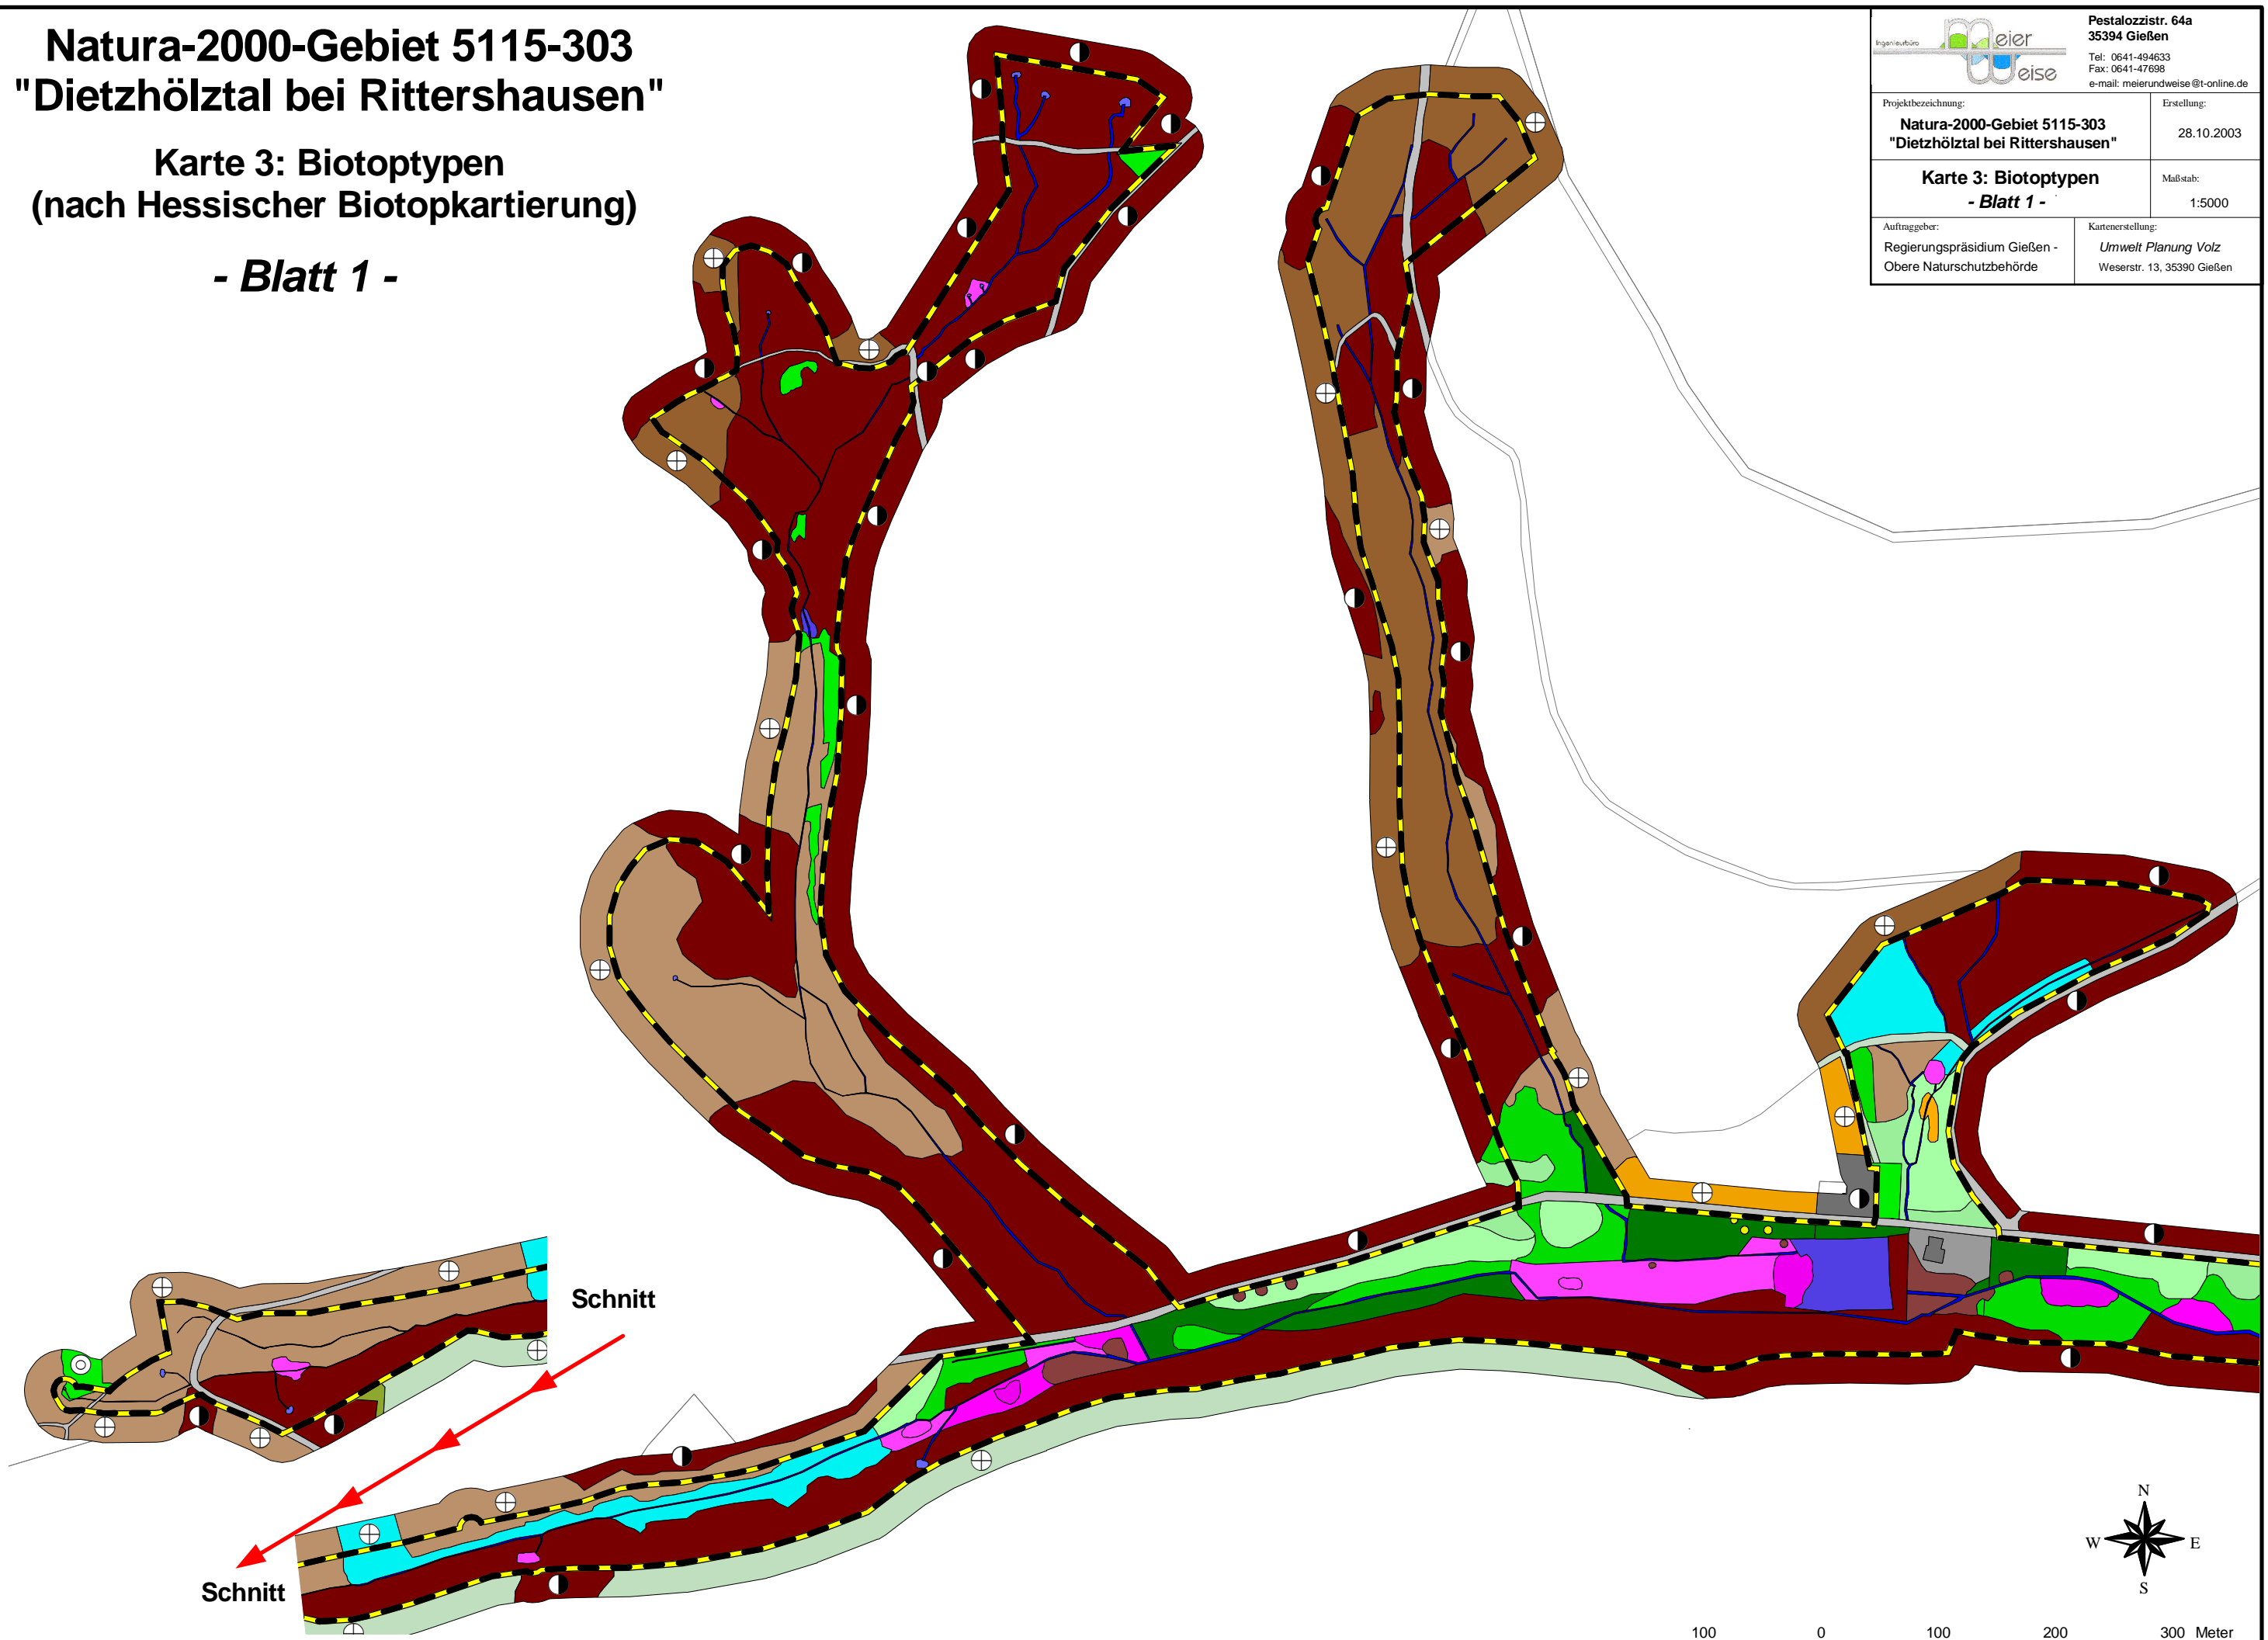 Natura-2000-Gebiet 5115-303
"Dietzhölztal bei Rittershausen"
Karte 3: Biotoptypen
(nach Hessischer Biotopkartierung)
- Blatt 1 -
Ingenieurbüro
Meier
Weise
Pestalozzistr. 64a
35394 Gießen
Tel: 0641-494633
Fax: 0641-47698
e-mail: meierundweise@t-online.de
Projektbezeichnung:
Natura-2000-Gebiet 5115-303
"Dietzhölztal bei Rittershausen"
Erstellung:
28.10.2003
Karte 3: Biotoptypen
- Blatt 1 -
Maßstab:
1:5000
Auftraggeber:
Regierungspräsidium Gießen -
Obere Naturschutzbehörde
Kartenerstellung:
Umwelt Planung Volz
Weserstr. 13, 35390 Gießen
Schnitt
Schnitt
N
W E
S
100 0 100 200 300 Meter